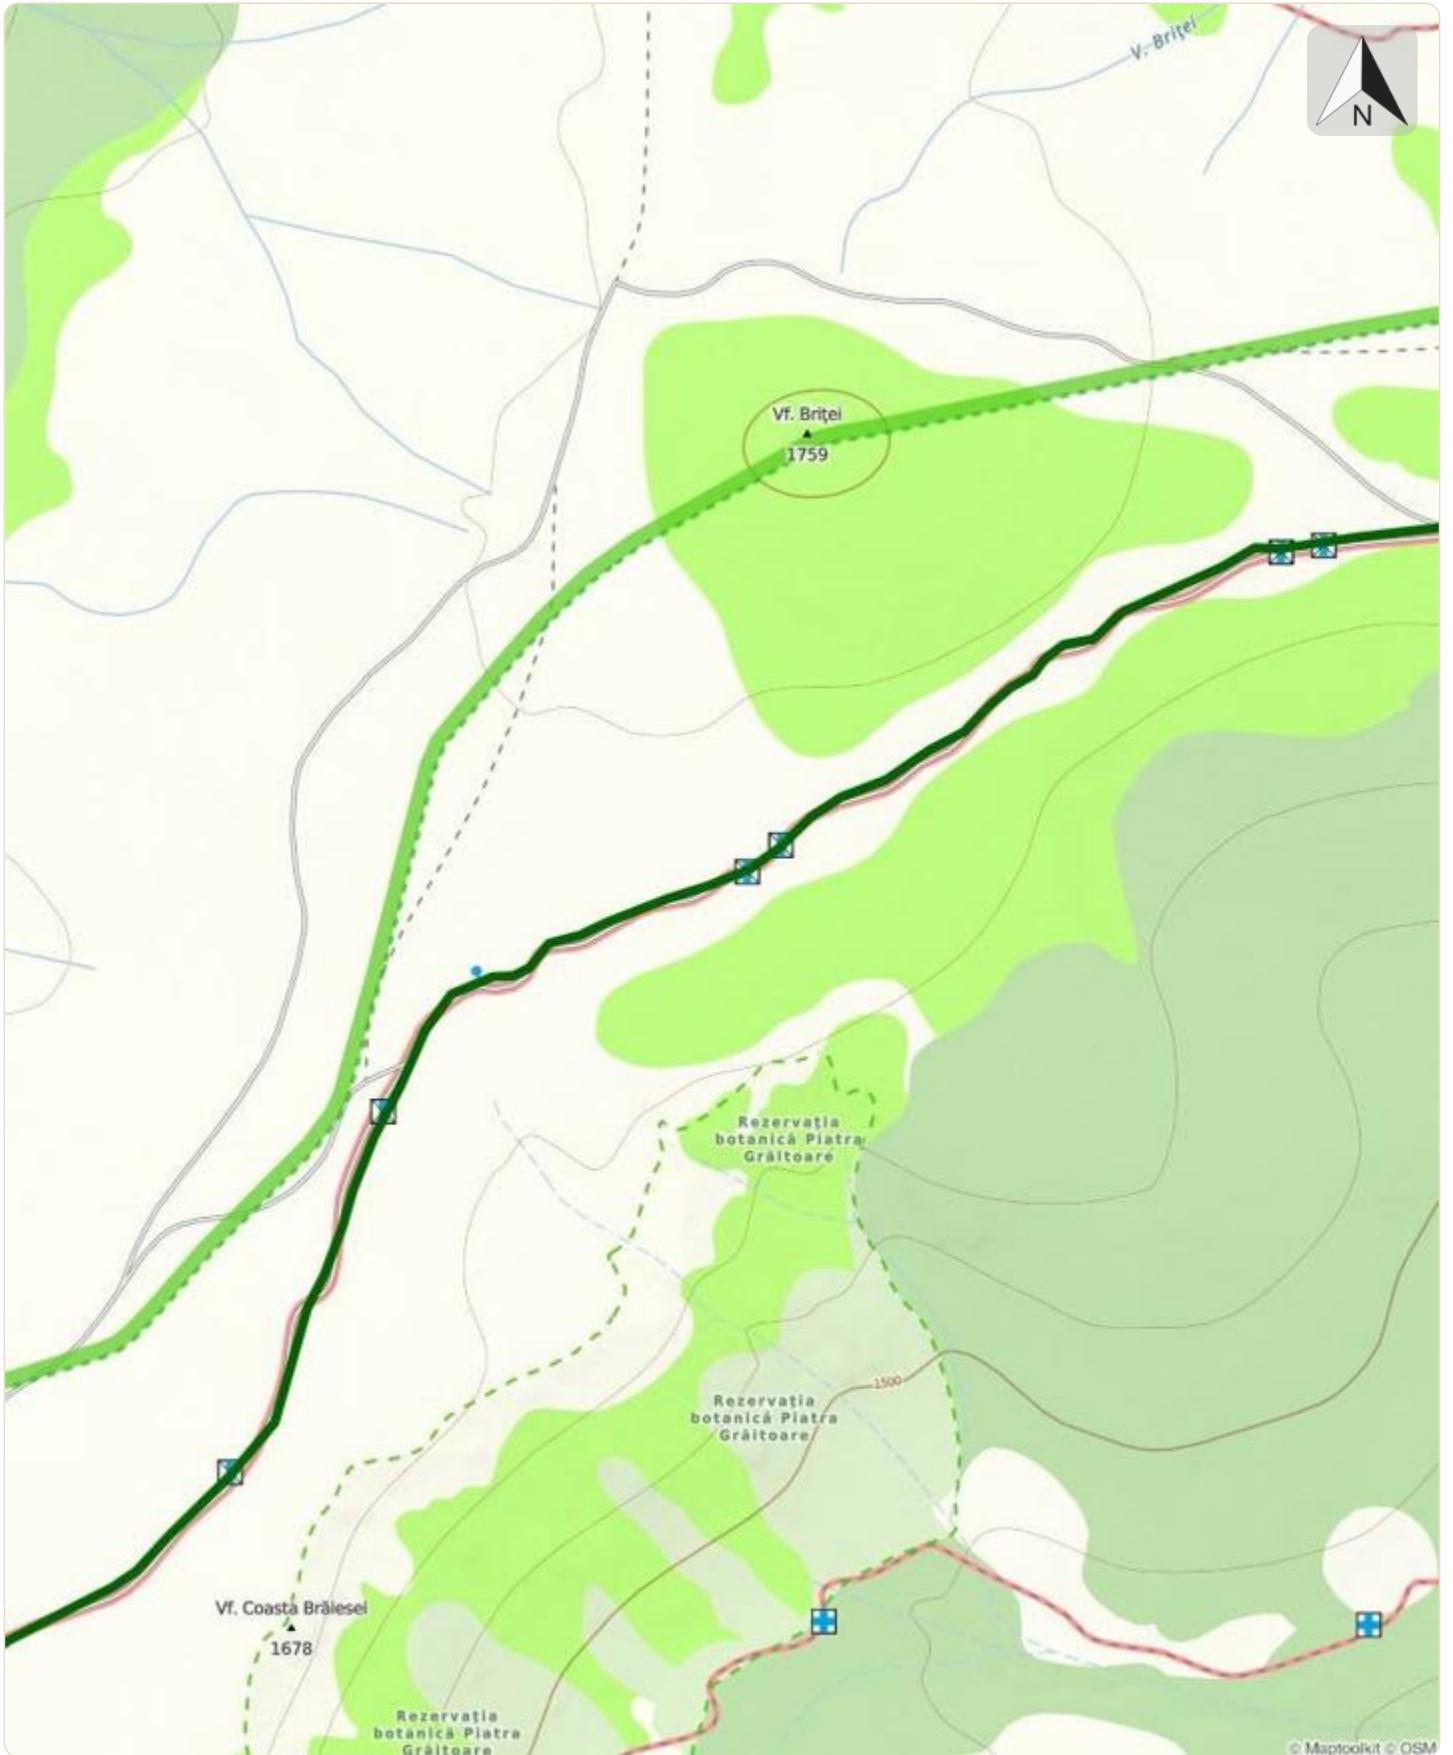 V. Briței
N
Vf. Briței
1759
Rezervația
botanică Piatra
Grăitoare
1500
Rezervația
botanică Piatra
Grăitoare
Vf. Coasta Brăiesei
1678
Rezervația
botanică Piatra
Grăitoare
© Maptoolkit © OSM